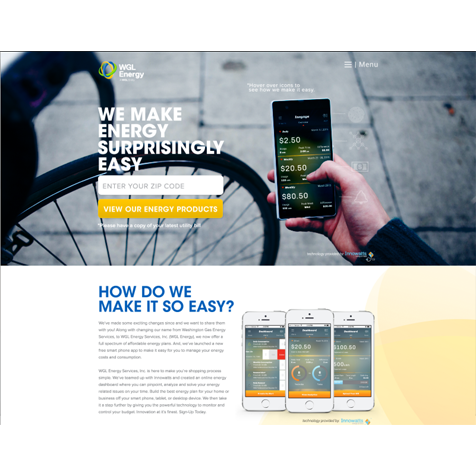 WGL
Energy
| Menu
*Hover over icons to
see how we make it easy.
WE MAKE
ENERGY
SURPRISINGLY
EASY
ENTER YOUR ZIP CODE
VIEW OUR ENERGY PRODUCTS
*Please have a copy of your latest utility bill
$2.50
$20.50
$80.50
technology provided by
HOW DO WE
MAKE IT SO EASY?
We've made some exciting changes since and we want to share them
with you! Along with changing our name from Washington Gas Energy
Services, to WGL Energy Services, Inc. (WGL Energy), we now offer a
full spectrum of affordable energy plans. And, we've launched a new
free smart phone app to make it easy for you to manage your energy
costs and consumption.
WGL Energy Services, Inc. is here to make you're shopping process
simple. We've teamed up with Innowatts and created an online energy
dashboard where you can pinpoint, analyze and solve your energy
related issues on your time. Build the best energy plan for your home or
business off your smart phone, tablet, or desktop device. We then take
it a step further by giving you the powerful technology to monitor and
control your budget. Innovation at it's finest. Sign-Up Today.
Dashboard
Dashboard
Dashboard
$20.50
$100.50
technology provided by